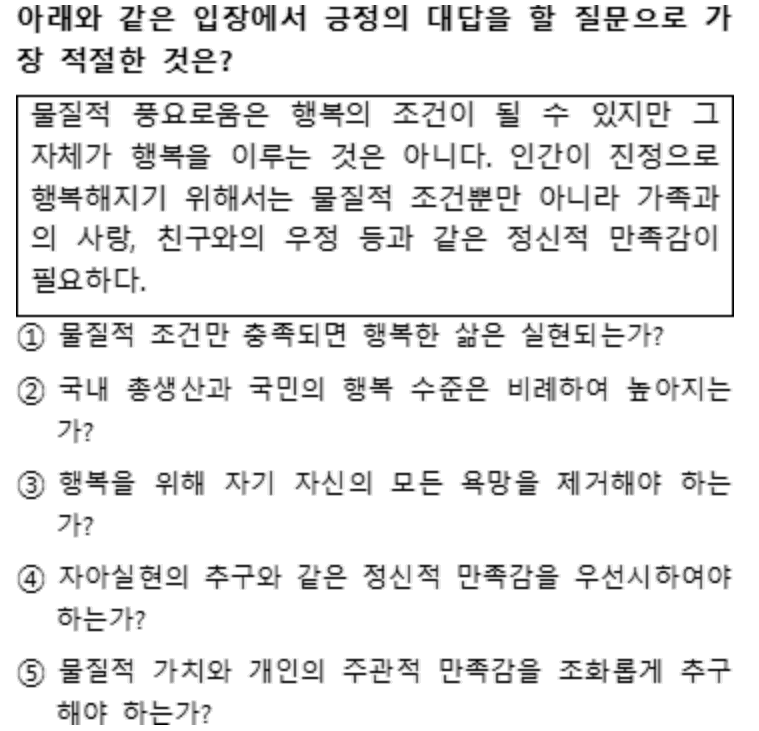 아래와 같은 입장에서 긍정의 대답을 할 질문으로 가
장 적절한 것은?
물질적 풍요로움은 행복의 조건이 될 수 있지만 그
자체가 행복을 이루는 것은 아니다. 인간이 진정으로
행복해지기 위해서는 물질적 조건뿐만 아니라 가족과
의 사랑, 친구와의 우정 등과 같은 정신적 만족감이
필요하다.
① 물질적 조건만 충족되면 행복한 삶은 실현되는가?
② 국내 총생산과 국민의 행복 수준은 비례하여 높아지는
가?
③ 행복을 위해 자기 자신의 모든 욕망을 제거해야 하는
가?
④ 자아실현의 추구와 같은 정신적 만족감을 우선시하여야
하는가?
⑤ 물질적 가치와 개인의 주관적 만족감을 조화롭게 추구
해야 하는가?